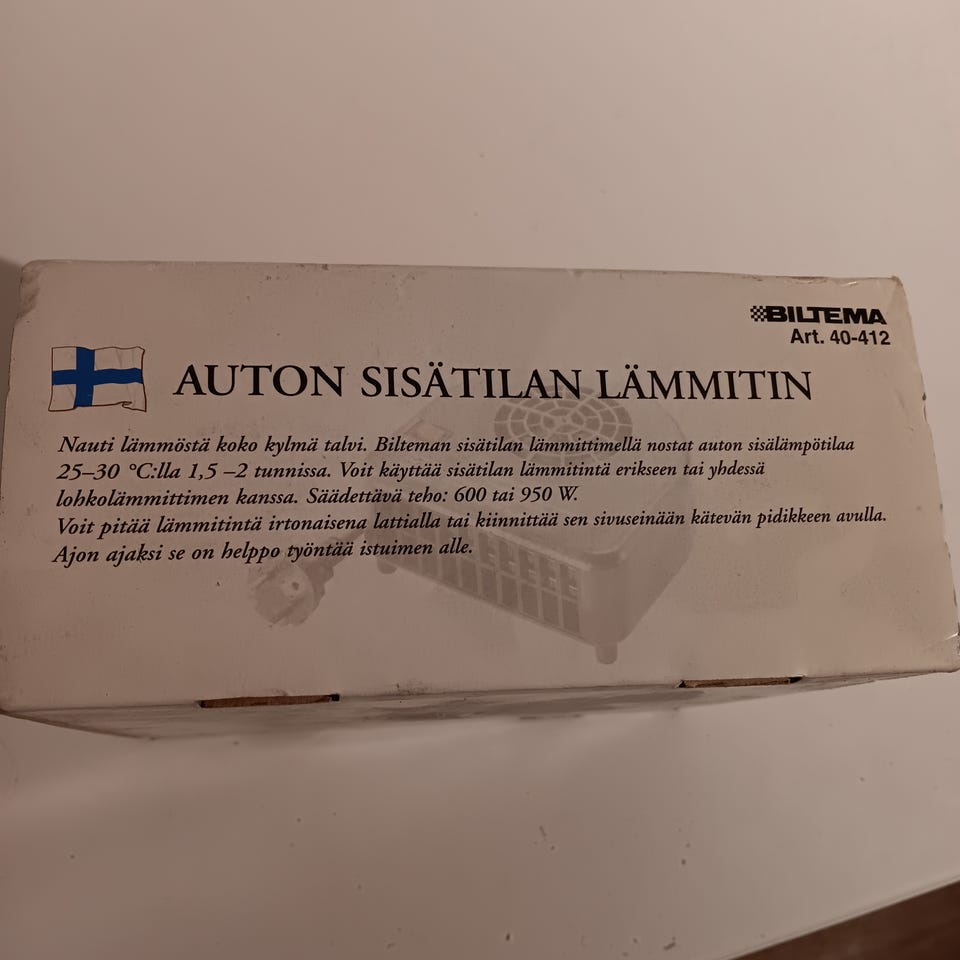 BILTEMA
Art. 40-412
AUTON SISÄTILAN LÄMMITIN
Nauti lämmöstä koko kylmä talvi. Bilteman sisätilan lämmittimellä nostat auton sisälämpötilaa
25–30 °C:lla 1,5 –2 tunnissa. Voit käyttää sisätilan lämmitintä erikseen tai yhdessä
lohkolämmittimen kanssa. Säädettävä teho: 600 tai 950 W.
Voit pitää lämmitintä irtonaisena lattialla tai kiinnittää sen sivuseinään kätevän pidikkeen avulla.
Ajon ajaksi se on helppo työntää istuimen alle.